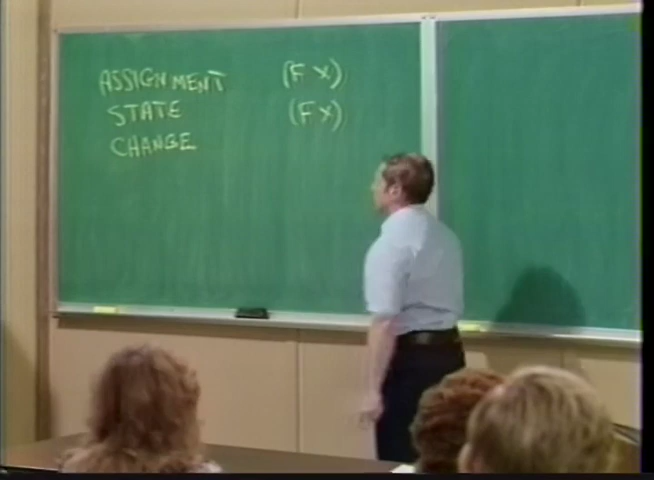 ASSIGNMENT (F X)
STATE (F X)
CHANGE